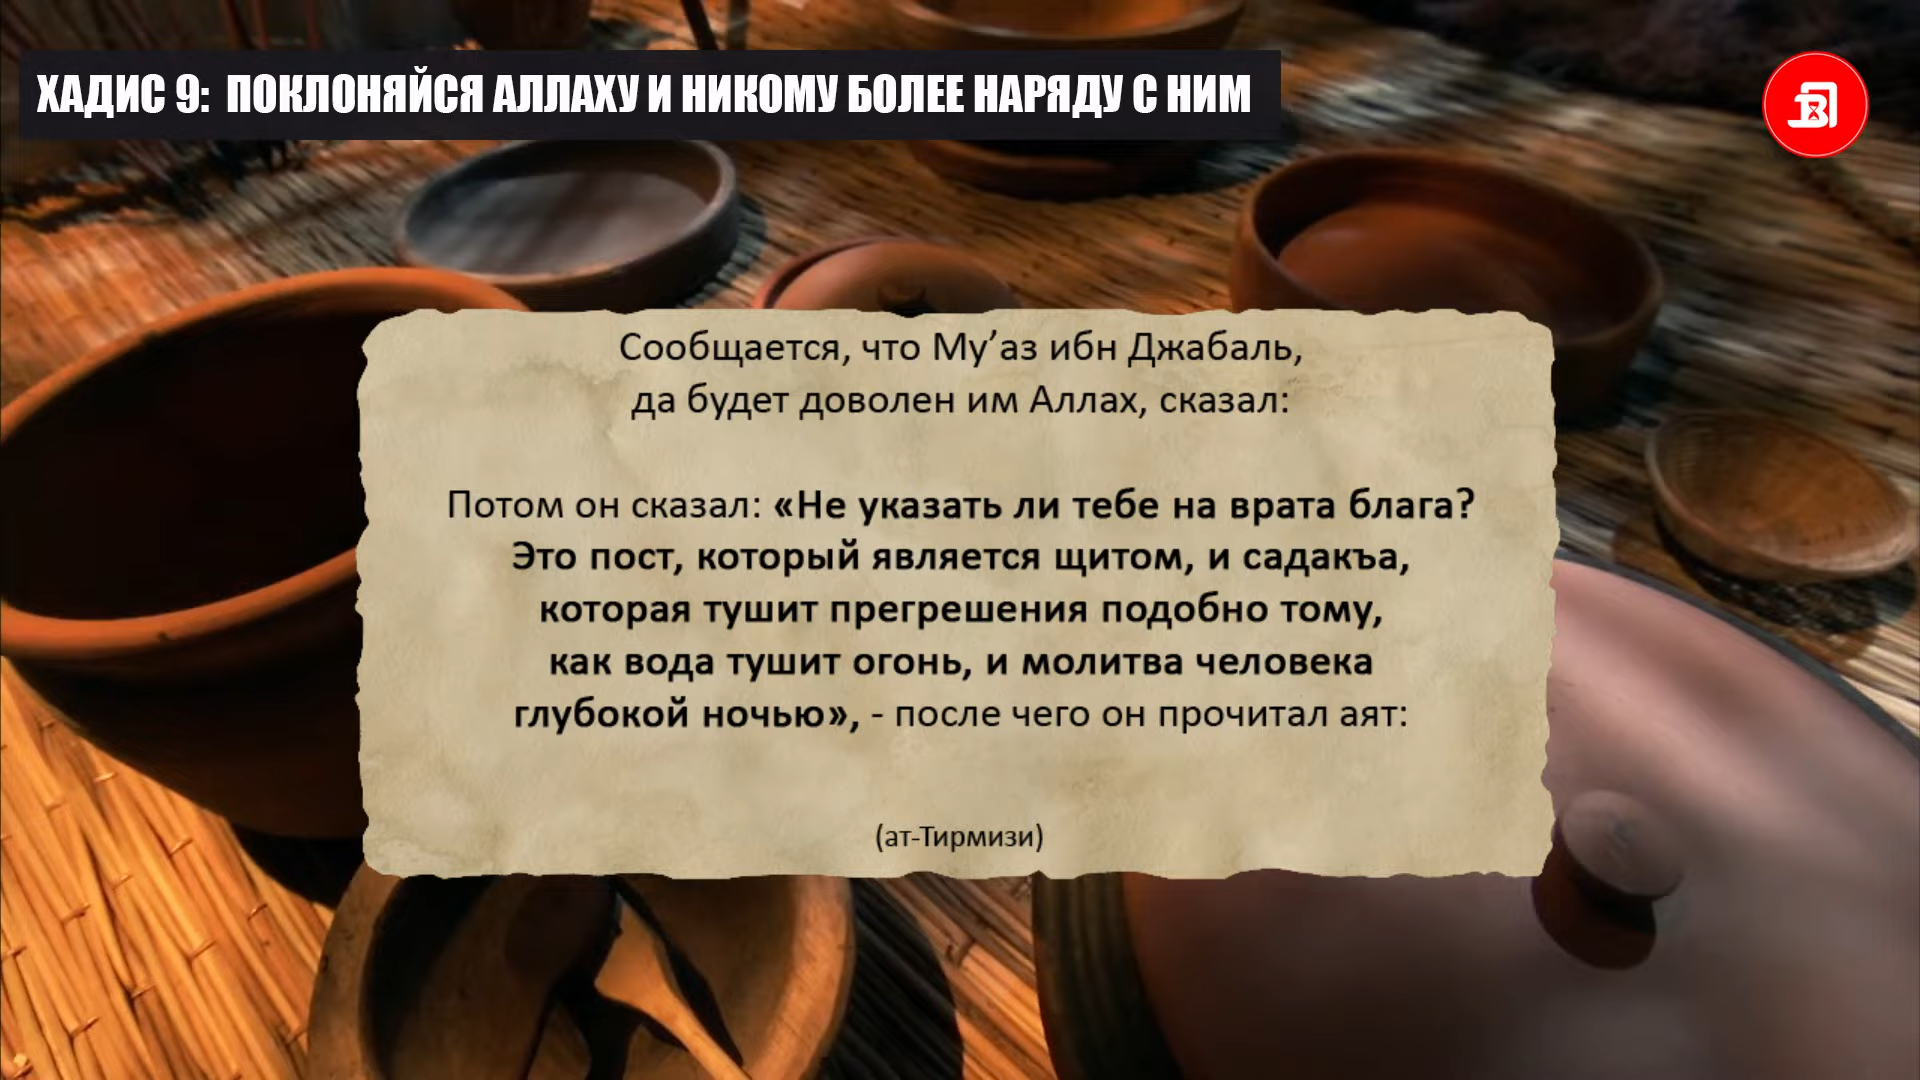 ХАДИС 9: ПОКЛОНЯЙСЯ АЛЛАХУ И НИКОМУ БОЛЕЕ НАРЯДУ С НИМ
Сообщается, что Му’аз ибн Джабаль,
да будет доволен им Аллах, сказал:
Потом он сказал: «Не указать ли тебе на врата блага?
Это пост, который является щитом, и садакъа,
которая тушит прегрешения подобно тому,
как вода тушит огонь, и молитва человека
глубокой ночью», - после чего он прочитал аят:
(ат-Тирмизи)